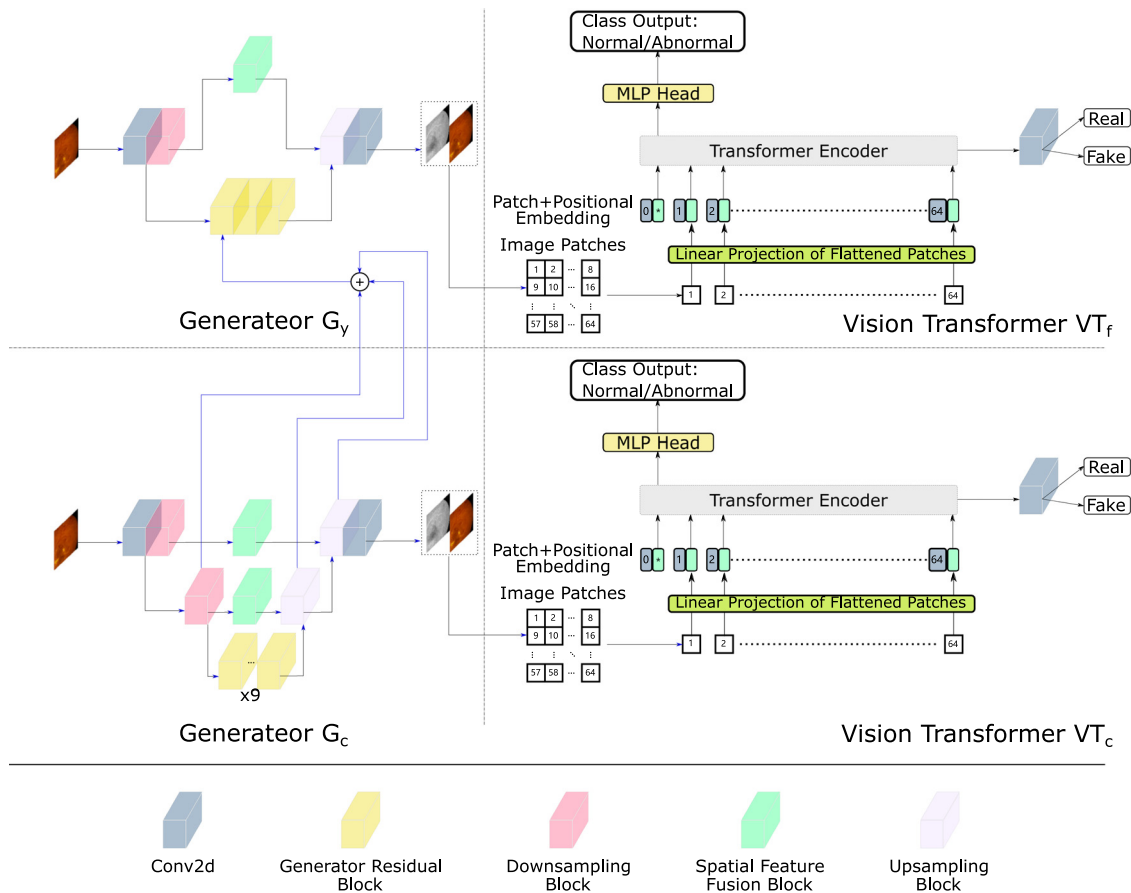 Class Output:
Normal/Abnormal
MLP Head
Transformer Encoder
Real
Fake
Patch+Positional
Embedding
0 * 1 2 64
Image Patches
Linear Projection of Flattened Patches
1 2 ... 8
9 10 ... 16
57 58 ... 64
1 2 64
+
Generateor Gy
Vision Transformer VTf
Class Output:
Normal/Abnormal
MLP Head
Transformer Encoder
Real
Fake
Patch+Positional
Embedding
0 * 1 2 64
Image Patches
Linear Projection of Flattened Patches
1 2 ... 8
9 10 ... 16
57 58 ... 64
1 2 64
...
x9
Generateor Gc
Vision Transformer VTc
Conv2d
Generator Residual
Block
Downsampling
Block
Spatial Feature
Fusion Block
Upsampling
Block